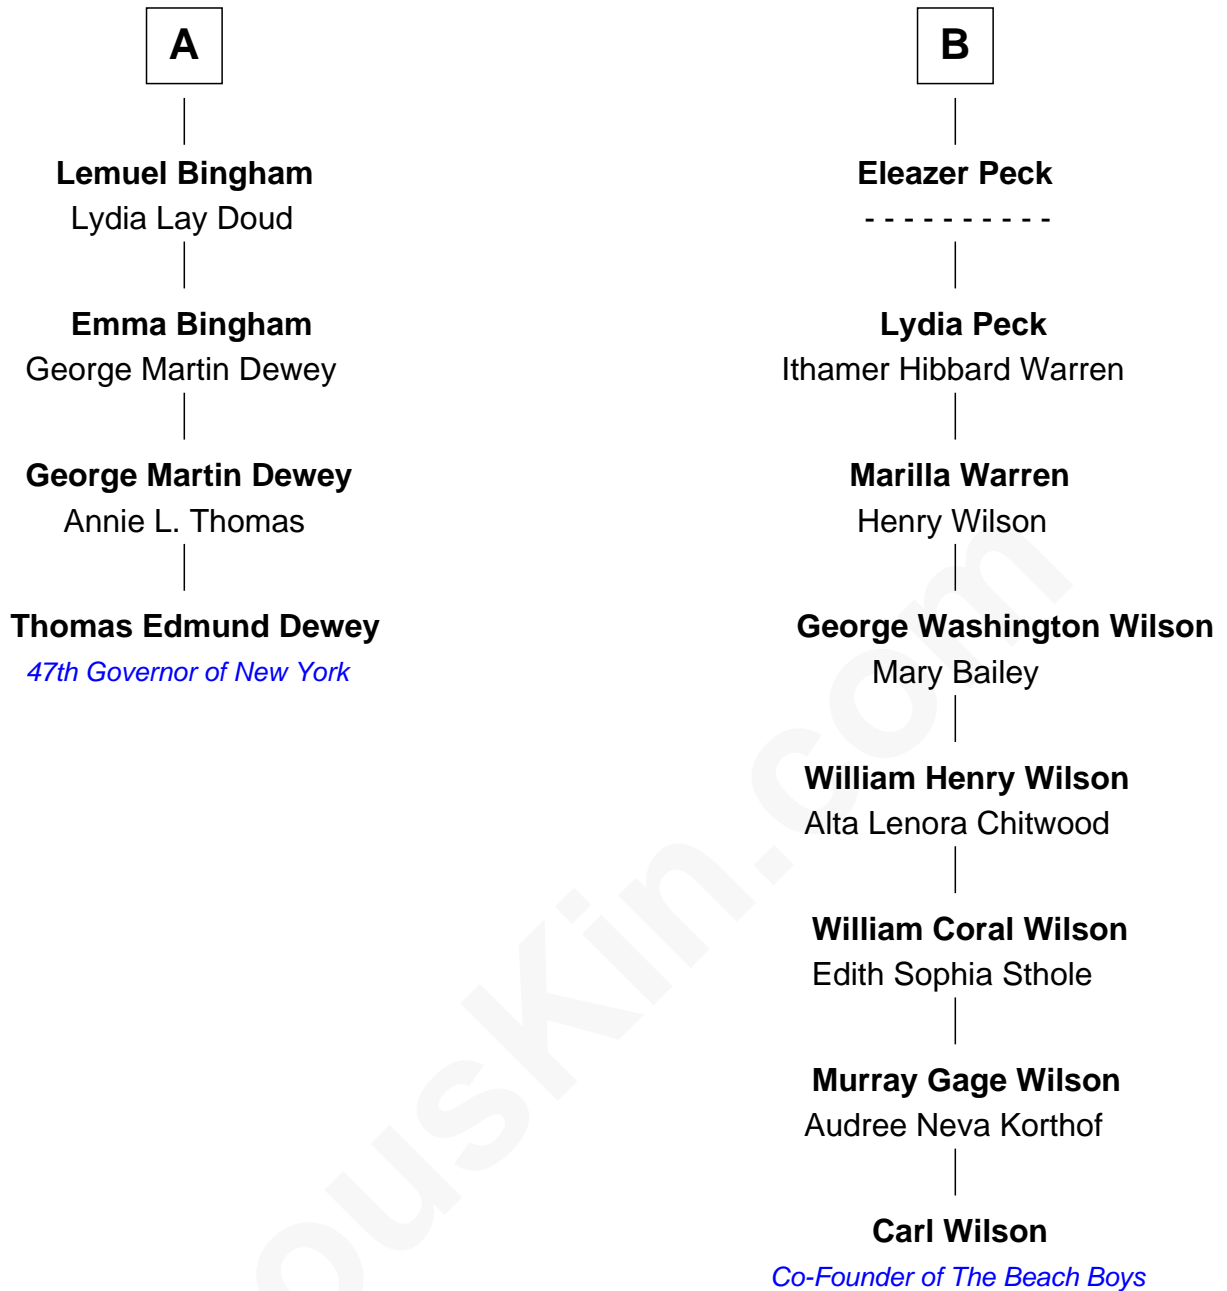 A
Lemuel Bingham
Lydia Lay Doud
Emma Bingham
George Martin Dewey
George Martin Dewey
Annie L. Thomas
Thomas Edmund Dewey
47th Governor of New York
B
Eleazer Peck
- - - - - - - - - -
Lydia Peck
Ithamer Hibbard Warren
Marilla Warren
Henry Wilson
George Washington Wilson
Mary Bailey
William Henry Wilson
Alta Lenora Chitwood
William Coral Wilson
Edith Sophia Sthole
Murray Gage Wilson
Audree Neva Korthof
Carl Wilson
Co-Founder of The Beach Boys
ousKin.com